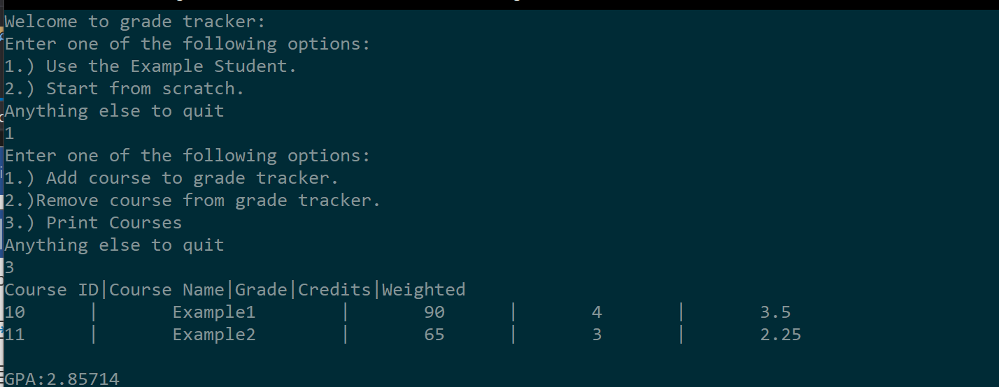 Welcome to grade tracker:
Enter one of the following options:
1.) Use the Example Student.
2.) Start from scratch.
Anything else to quit
1
Enter one of the following options:
1.) Add course to grade tracker.
2.)Remove course from grade tracker.
3.) Print Courses
Anything else to quit
3
Course ID|Course Name|Grade|Credits|Weighted
10 | Example1 | 90 | 4 | 3.5
11 | Example2 | 65 | 3 | 2.25
GPA:2.85714